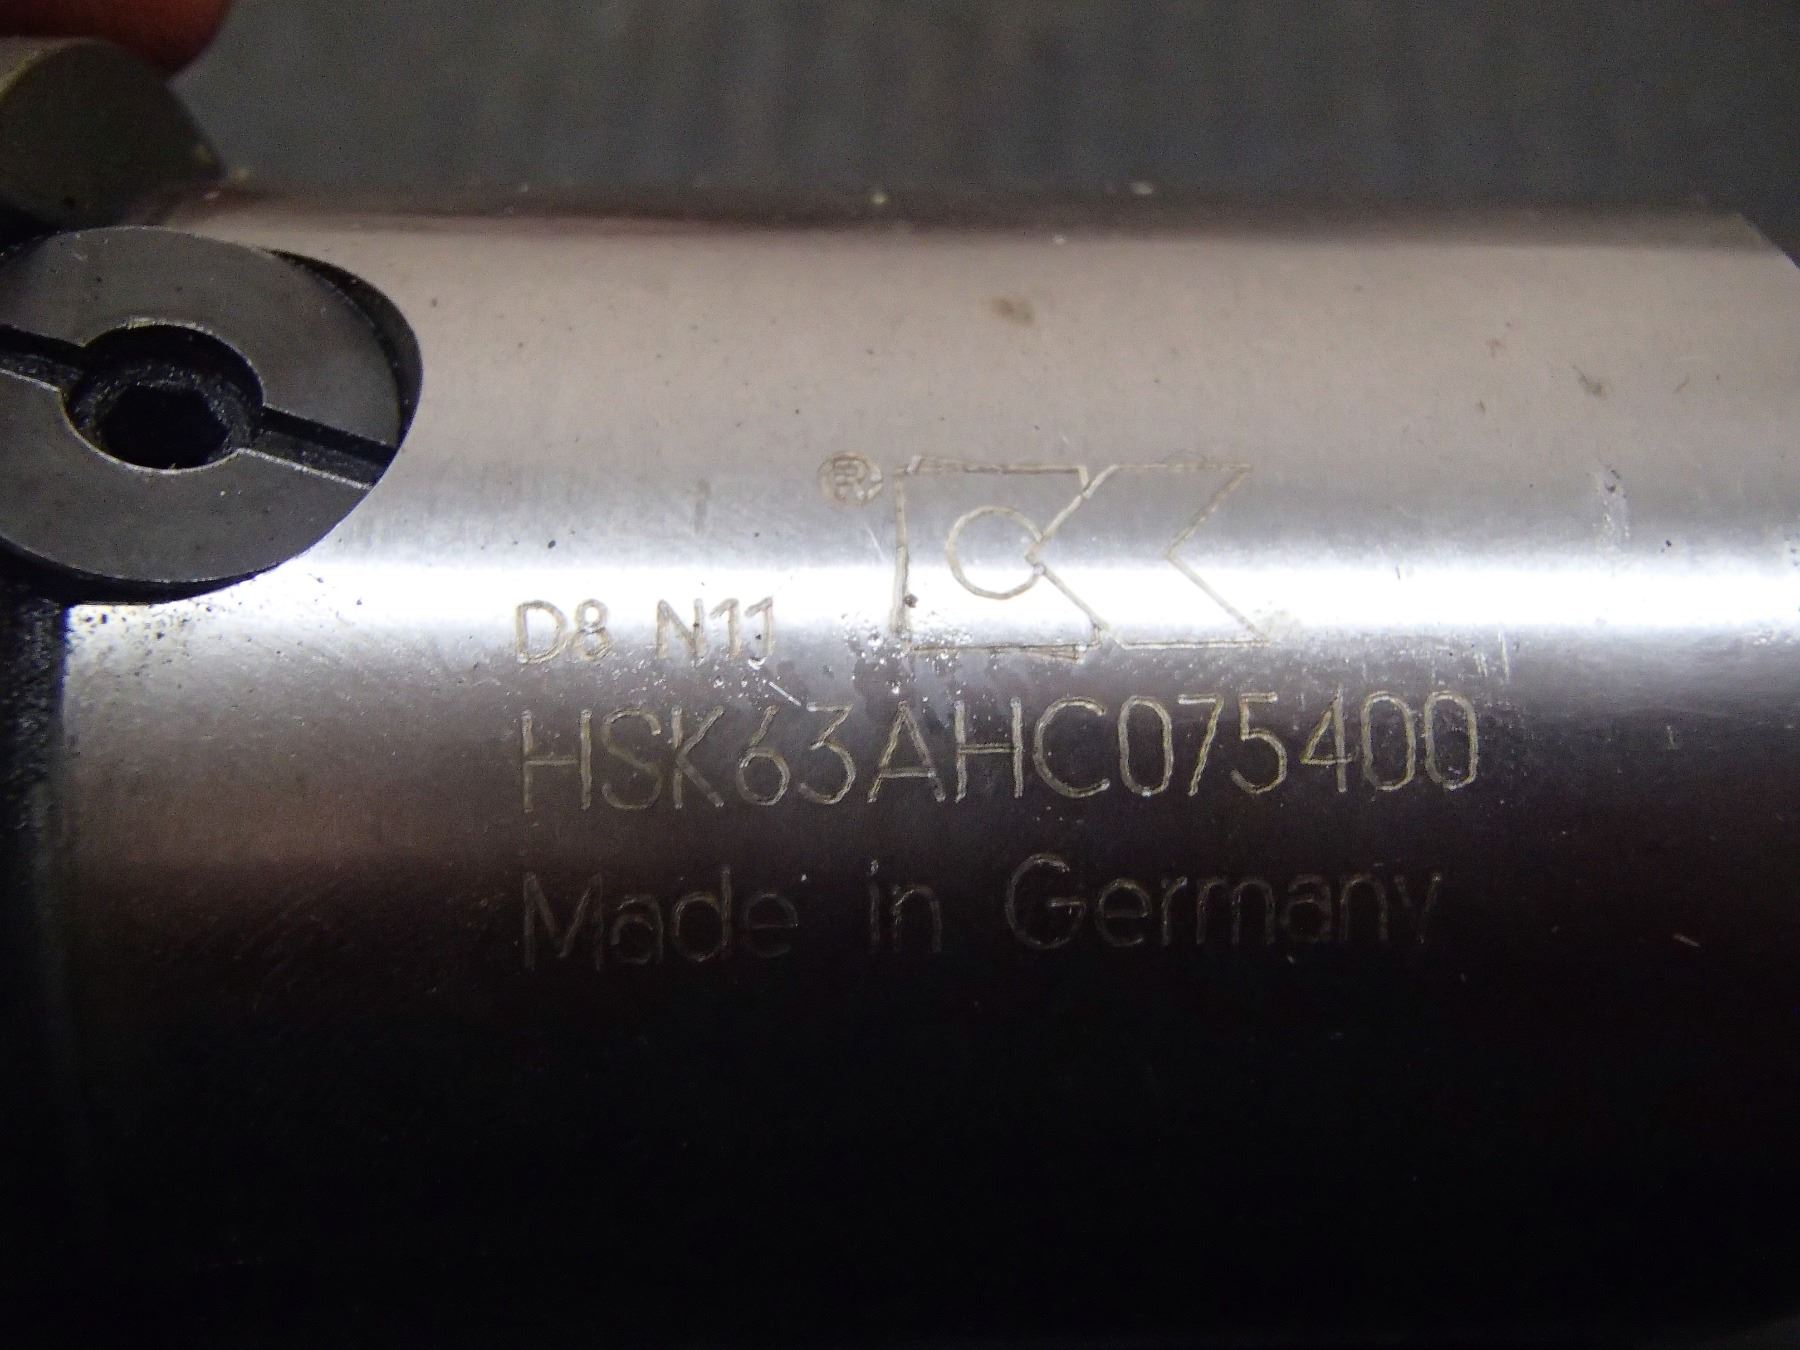 ®
D8 N11
HSK63AHC075400
Made in Germany